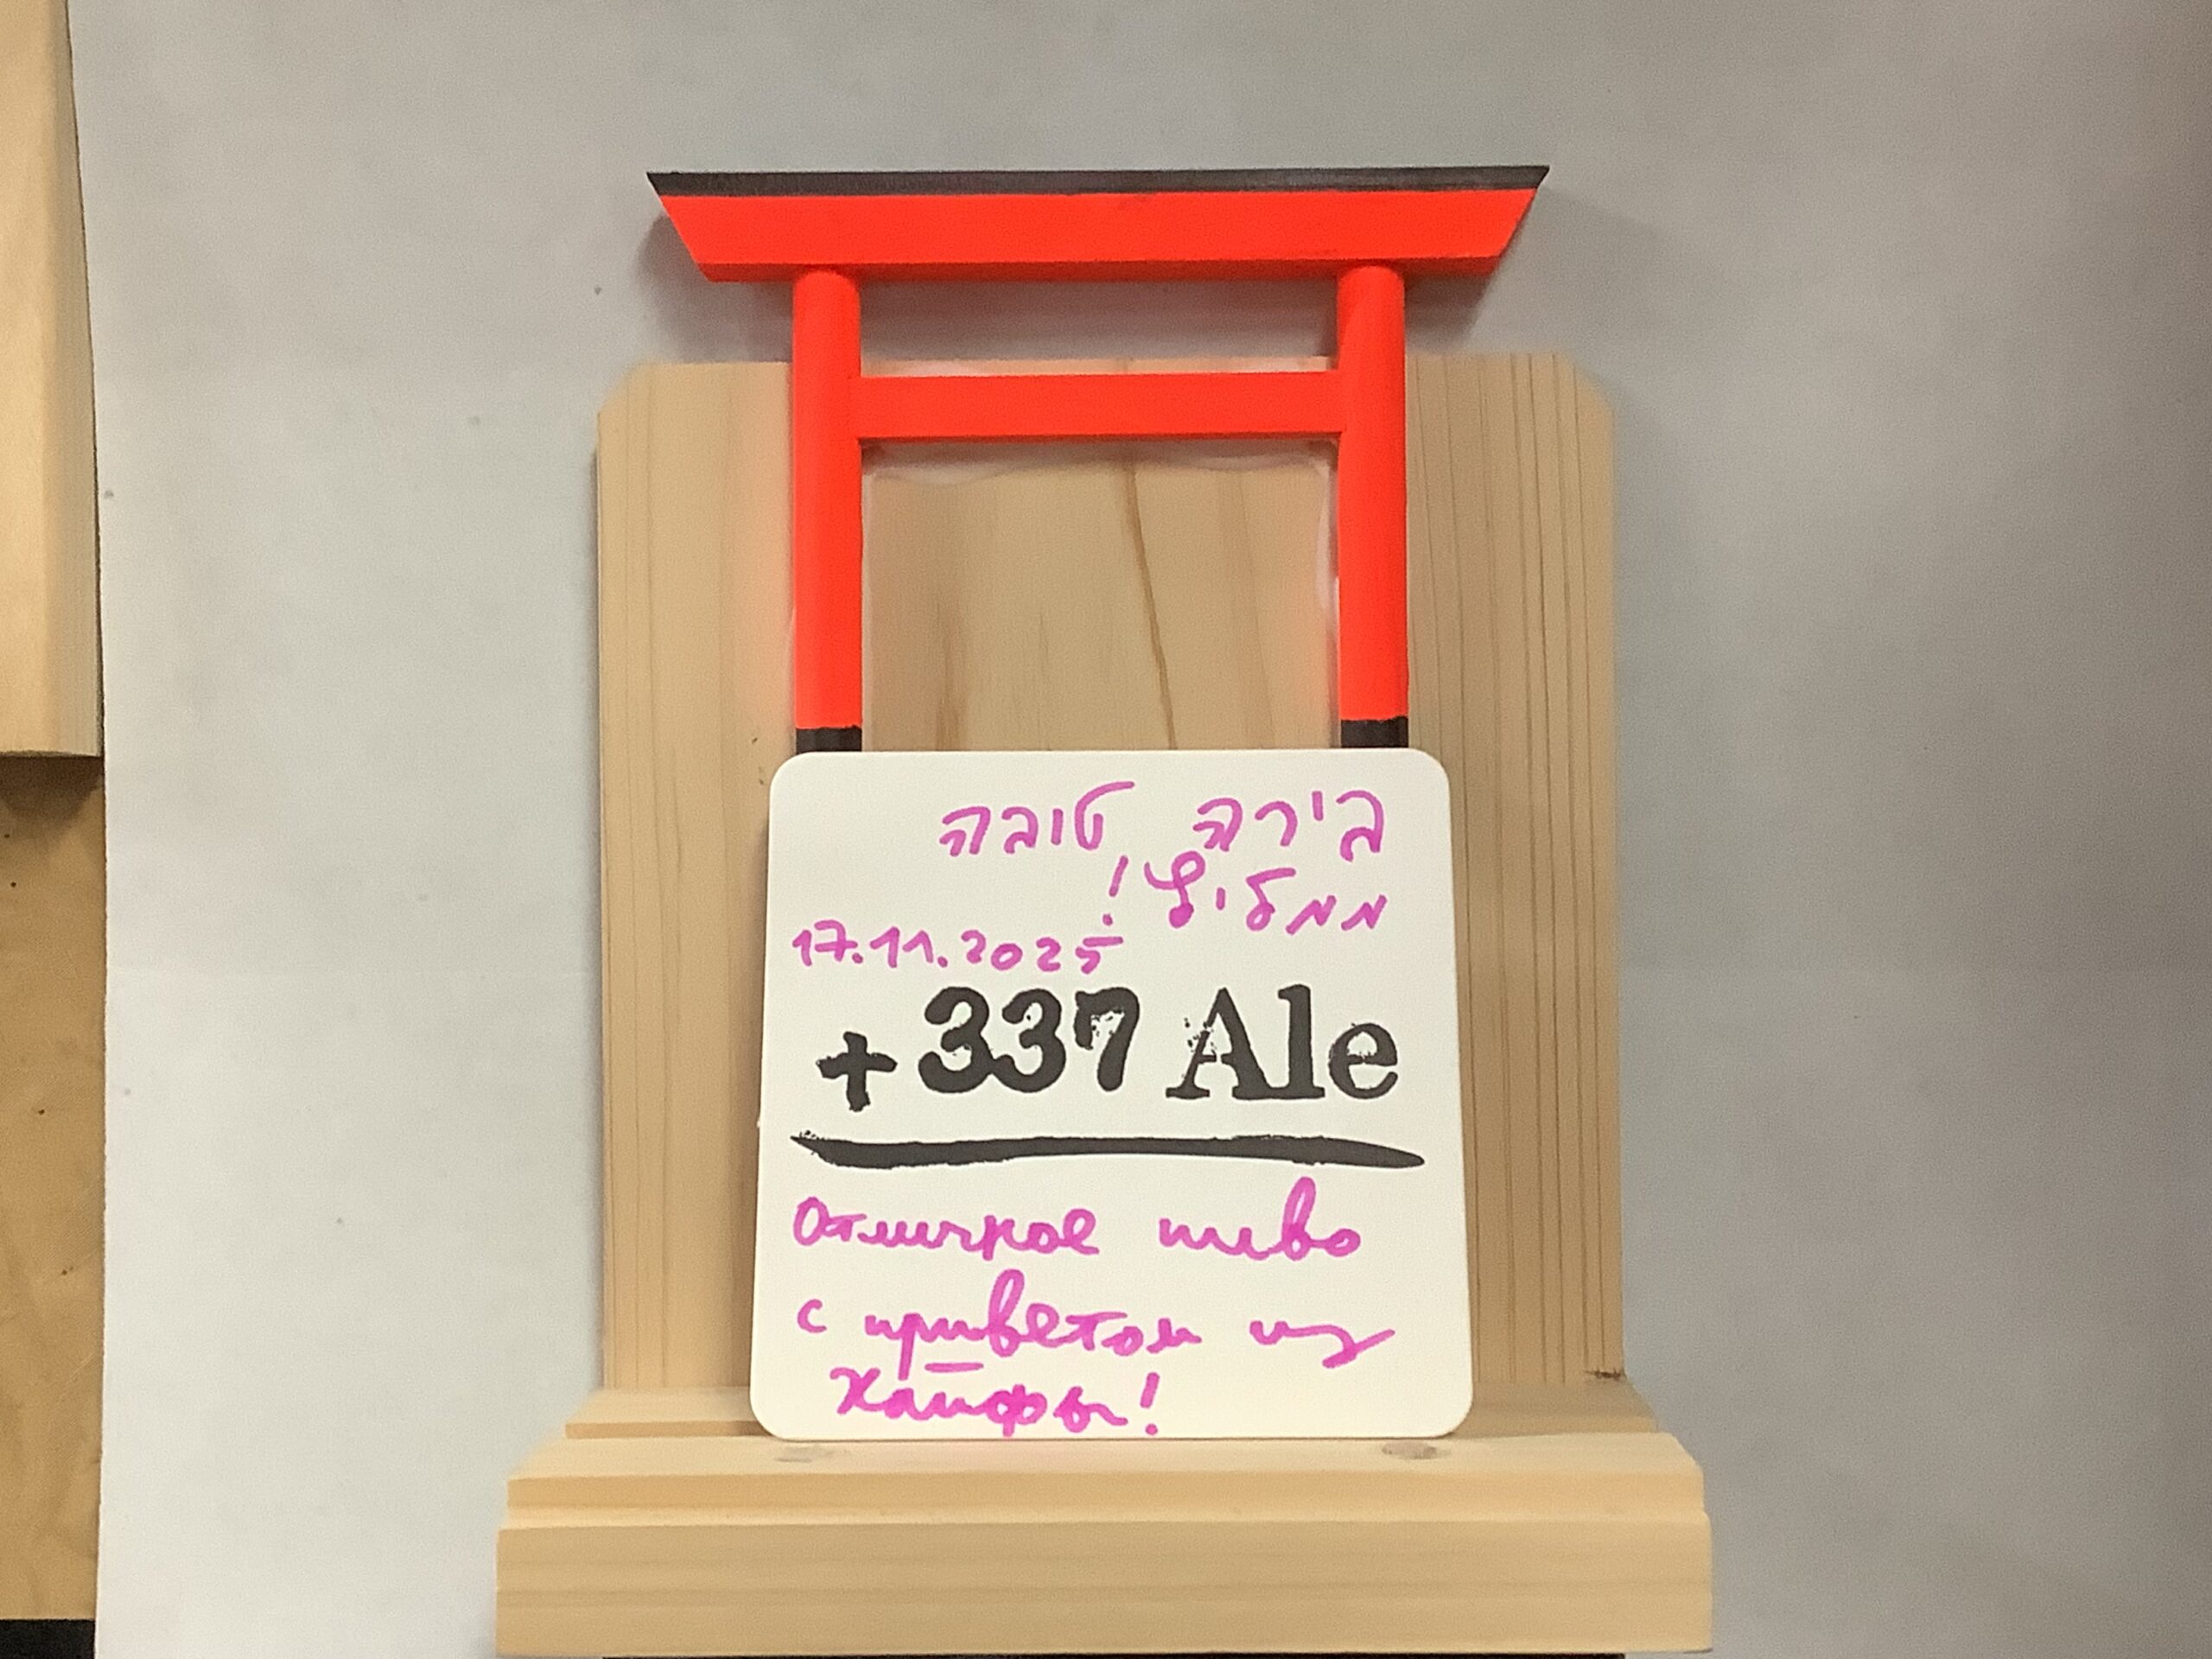 בירה טובה
ממליץ!
17.11.2025
+337 Ale
Отличное пиво
с приветом из
Хайфы!